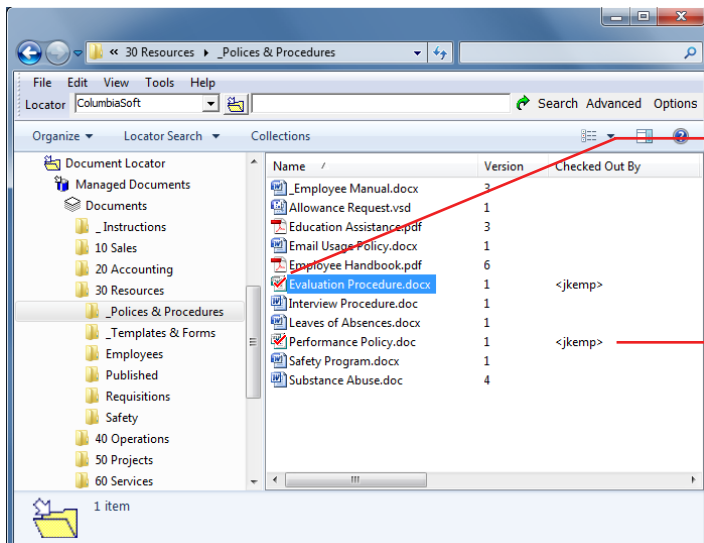 « 30 Resources ▸ _Polices & Procedures
File Edit View Tools Help
Locator ColumbiaSoft Search Advanced Options
Organize Locator Search Collections
Document Locator
Managed Documents
Documents
_Instructions
10 Sales
20 Accounting
30 Resources
_Polices & Procedures
_Templates & Forms
Employees
Published
Requisitions
Safety
40 Operations
50 Projects
60 Services
Name Version Checked Out By
_Employee Manual.docx 3
Allowance Request.vsd 1
Education Assistance.pdf 3
Email Usage Policy.docx 1
Employee Handbook.pdf 6
Evaluation Procedure.docx 1 <jkemp>
Interview Procedure.doc 1
Leaves of Absences.docx 1
Performance Policy.doc 1 <jkemp>
Safety Program.docx 1
Substance Abuse.doc 4
1 item